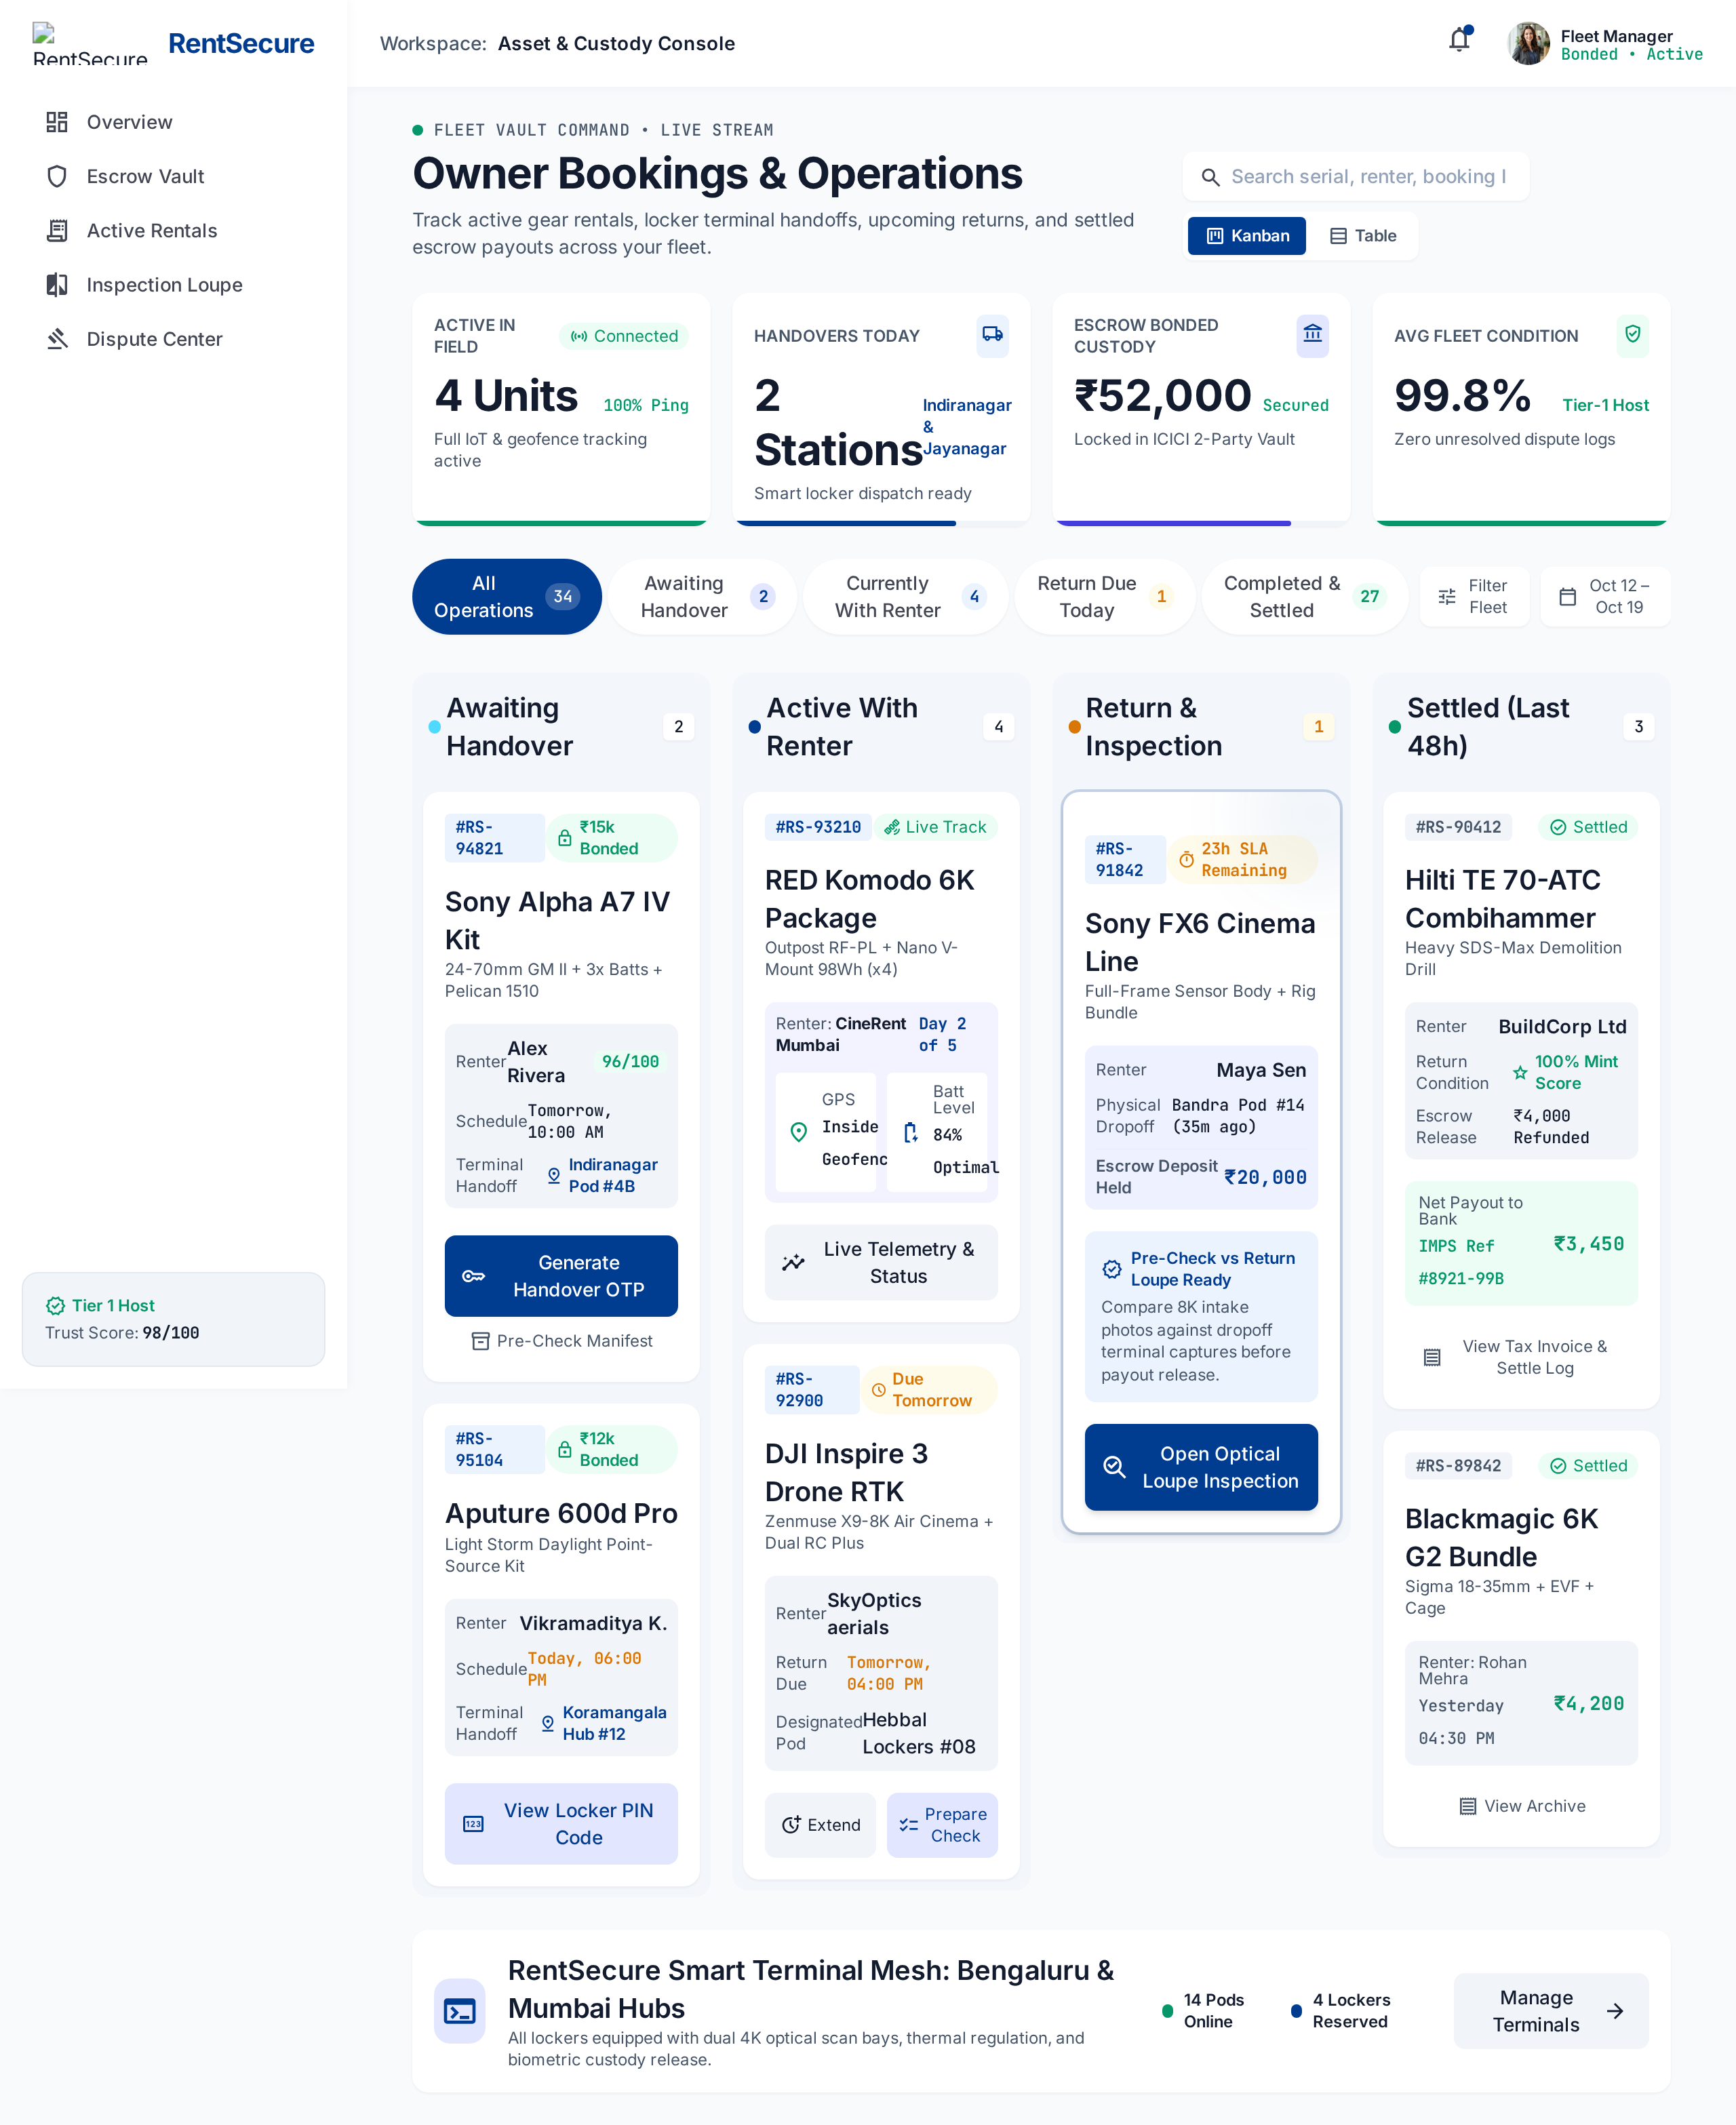 RentSecure
RentSecure
Overview
Escrow Vault
Active Rentals
Inspection Loupe
Dispute Center
Tier 1 Host
Trust Score: 98/100
Workspace: Asset & Custody Console
Fleet Manager
Bonded • Active
FLEET VAULT COMMAND • LIVE STREAM
Owner Bookings & Operations
Track active gear rentals, locker terminal handoffs, upcoming returns, and settled
escrow payouts across your fleet.
Search serial, renter, booking I
Kanban
Table
ACTIVE IN
FIELD
Connected
4 Units
100% Ping
Full IoT & geofence tracking
active
HANDOVERS TODAY
2
Stations
Indiranagar
&
Jayanagar
Smart locker dispatch ready
ESCROW BONDED
CUSTODY
₹52,000
Secured
Locked in ICICI 2-Party Vault
AVG FLEET CONDITION
99.8%
Tier-1 Host
Zero unresolved dispute logs
All
Operations
34
Awaiting
Handover
2
Currently
With Renter
4
Return Due
Today
1
Completed &
Settled
27
Filter
Fleet
Oct 12 –
Oct 19
Awaiting
Handover
2
#RS-
94821
₹15k
Bonded
Sony Alpha A7 IV
Kit
24-70mm GM II + 3x Batts +
Pelican 1510
Renter
Alex
Rivera
96/100
Schedule
Tomorrow,
10:00 AM
Terminal
Handoff
Indiranagar
Pod #4B
Generate
Handover OTP
Pre-Check Manifest
#RS-
95104
₹12k
Bonded
Aputure 600d Pro
Light Storm Daylight Point-
Source Kit
Renter
Vikramaditya K.
Schedule
Today, 06:00
PM
Terminal
Handoff
Koramangala
Hub #12
123
View Locker PIN
Code
Active With
Renter
4
#RS-93210
Live Track
RED Komodo 6K
Package
Outpost RF-PL + Nano V-
Mount 98Wh (x4)
Renter: CineRent
Mumbai
Day 2
of 5
GPS
Inside
Geofenc
Batt
Level
84%
Optimal
Live Telemetry &
Status
#RS-
92900
Due
Tomorrow
DJI Inspire 3
Drone RTK
Zenmuse X9-8K Air Cinema +
Dual RC Plus
Renter
SkyOptics
aerials
Return
Due
Tomorrow,
04:00 PM
Designated
Pod
Hebbal
Lockers #08
Extend
Prepare
Check
Return &
Inspection
1
#RS-
91842
23h SLA
Remaining
Sony FX6 Cinema
Line
Full-Frame Sensor Body + Rig
Bundle
Renter
Maya Sen
Physical
Dropoff
Bandra Pod #14
(35m ago)
Escrow Deposit
Held
₹20,000
Pre-Check vs Return
Loupe Ready
Compare 8K intake
photos against dropoff
terminal captures before
payout release.
Open Optical
Loupe Inspection
Settled (Last
48h)
3
#RS-90412
Settled
Hilti TE 70-ATC
Combihammer
Heavy SDS-Max Demolition
Drill
Renter
BuildCorp Ltd
Return
Condition
100% Mint
Score
Escrow
Release
₹4,000
Refunded
Net Payout to
Bank
IMPS Ref
#8921-99B
₹3,450
View Tax Invoice &
Settle Log
#RS-89842
Settled
Blackmagic 6K
G2 Bundle
Sigma 18-35mm + EVF +
Cage
Renter: Rohan
Mehra
Yesterday
04:30 PM
₹4,200
View Archive
RentSecure Smart Terminal Mesh: Bengaluru &
Mumbai Hubs
All lockers equipped with dual 4K optical scan bays, thermal regulation, and
biometric custody release.
14 Pods
Online
4 Lockers
Reserved
Manage
Terminals